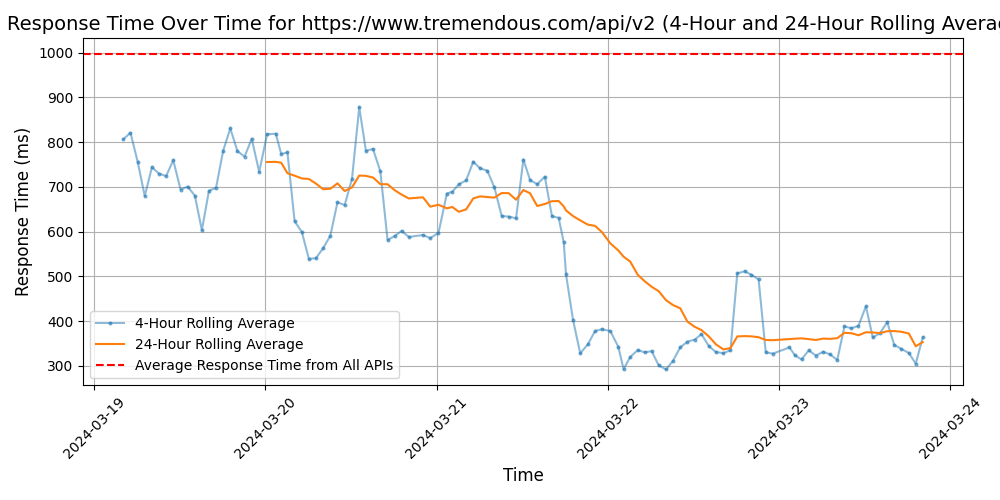 Response Time Over Time for https://www.tremendous.com/api/v2 (4-Hour and 24-Hour Rolling
Response Time (ms)
1000
900
800
700
600
500
400
300
4-Hour Rolling Average
24-Hour Rolling Average
Average Response Time from All APIs
2024-03-19
2024-03-20
2024-03-21
2024-03-22
2024-03-23
2024-03-24
Time